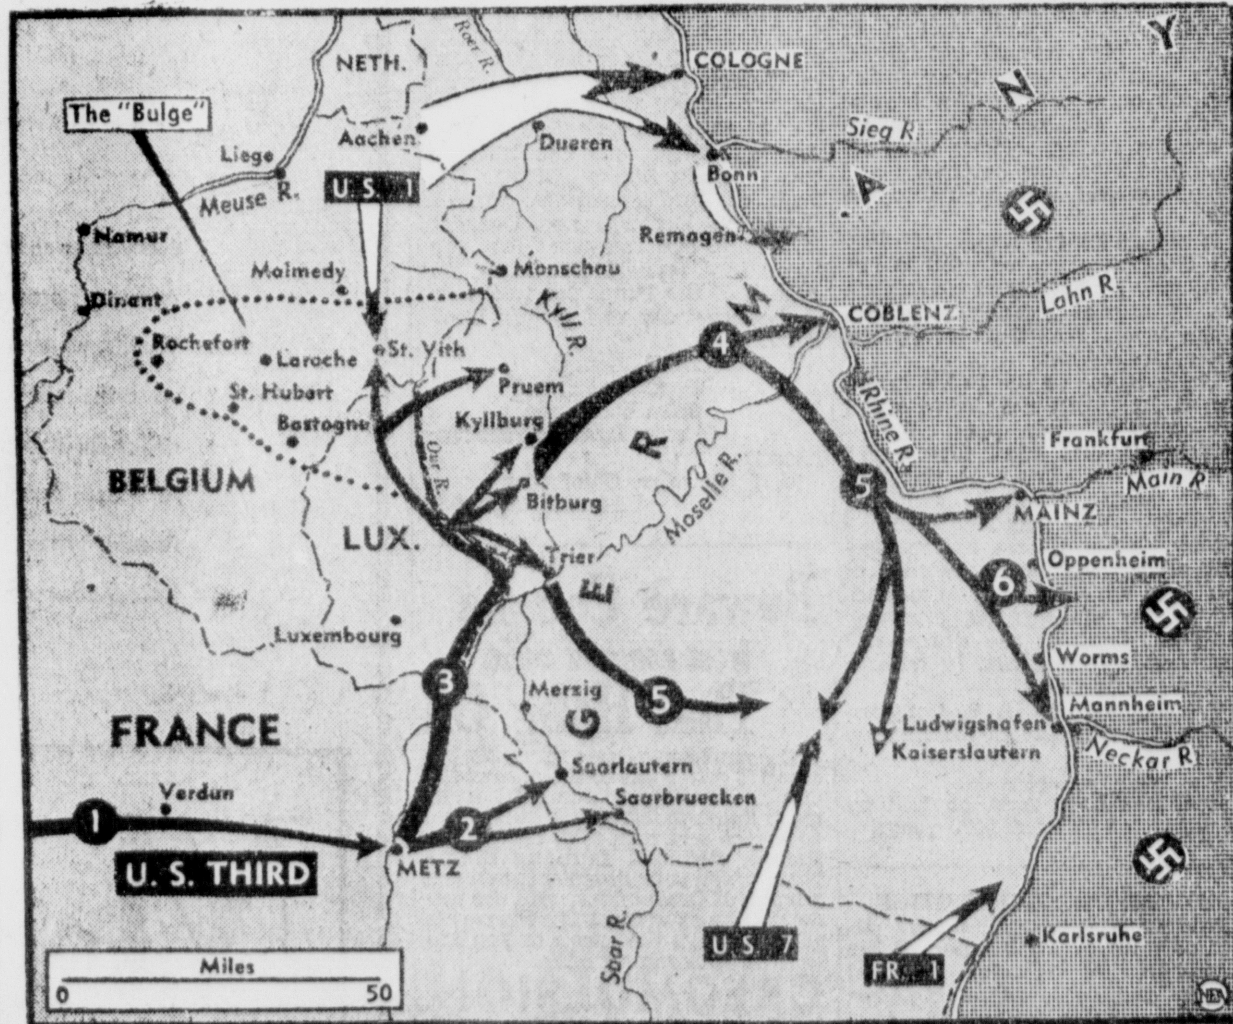 NETH.
Roer R.
COLOGNE
Y
N
The "Bulge"
Aachen
Dueren
Sieg R.
Liege
U. S. 1
Bonn
A
Meuse R.
Namur
Remagen
Malmedy
Monschau
Dinant
Kyll R.
M
Lahn R.
COBLENZ
Rochefort
Laroche
St. Vith
4
St. Hubert
Pruem
Bastogne
Kyllburg
Rhine R.
Our R.
R
Frankfurt
BELGIUM
Bitburg
Moselle R.
5
Main R
MAINZ
LUX.
Trier
E
Oppenheim
6
Luxembourg
Worms
3
Merzig
5
G
Mannheim
FRANCE
Ludwigshafen
Kaiserslautern
Neckar R
Saarlautern
Verdun
Saarbruecken
1
2
METZ
U. S. THIRD
U. S. 7
FR. 1
Karlsruhe
Saar R.
Miles
0 50
NEA